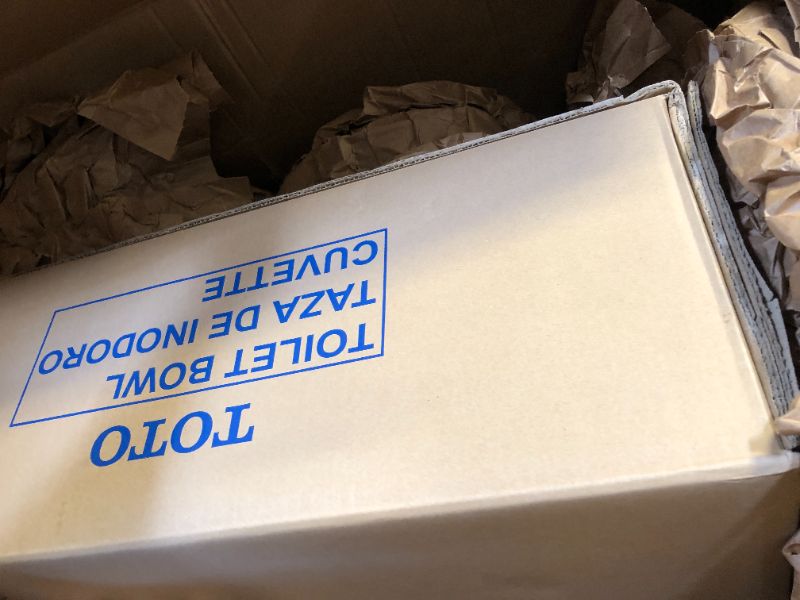 TOTO
TOILET BOWL
TAZA DE INODORO
CUVETTE